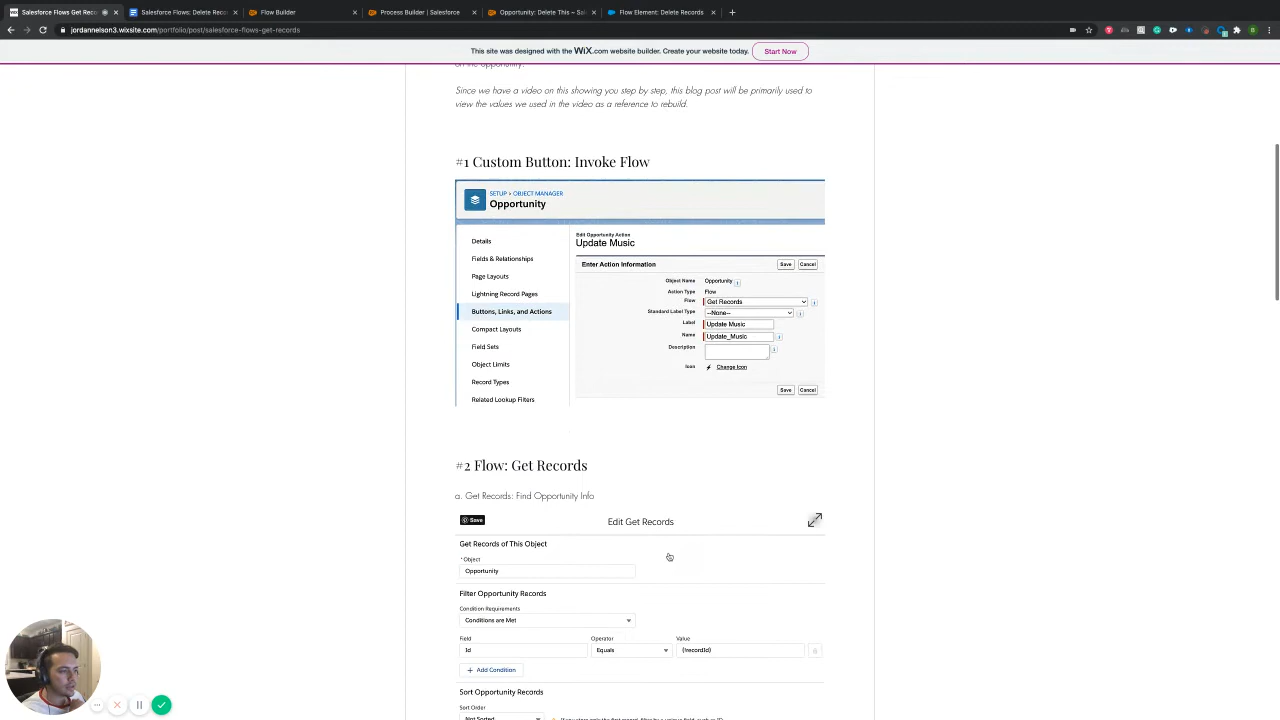 Salesforce Flows Get Reco
Salesforce Flows: Delete Reco
Flow Builder
Process Builder | Salesforce
Opportunity: Delete This ~ Sal
Flow Element: Delete Records
jordannelson3.wixsite.com/portfolio/post/salesforce-flows-get-records
This site was designed with the WiX.com website builder. Create your website today.
Start Now
on the opportunity.
Since we have a video on this showing you step by step, this blog post will be primarily used to
view the values we used in the video as a reference to rebuild.
#1 Custom Button: Invoke Flow
SETUP > OBJECT MANAGER
Opportunity
Details
Fields & Relationships
Page Layouts
Lightning Record Pages
Buttons, Links, and Actions
Compact Layouts
Field Sets
Object Limits
Record Types
Related Lookup Filters
Edit Opportunity Action
Update Music
Enter Action Information
Save
Cancel
Object Name Opportunity
Action Type Flow
Flow Get Records
Standard Label Type --None--
Label Update Music
Name Update_Music
Description
Icon Change Icon
Save
Cancel
#2 Flow: Get Records
a. Get Records: Find Opportunity Info
Save
Edit Get Records
Get Records of This Object
*Object
Opportunity
Filter Opportunity Records
Condition Requirements
Conditions are Met
Field Operator Value
Id Equals {!recordId}
+ Add Condition
Sort Opportunity Records
Sort Order
Not Sorted